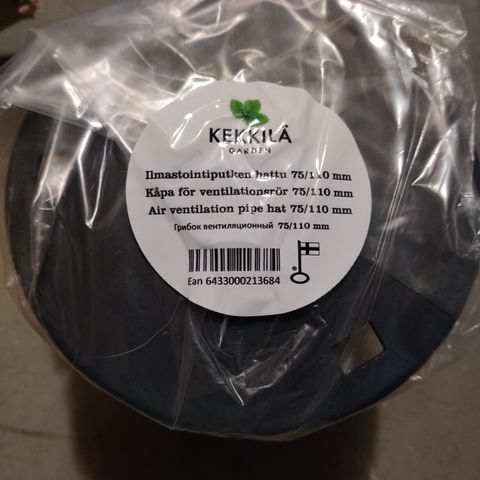 KEKKILÄ
GARDEN
Ilmastointiputken hattu 75/110 mm
Kåpa för ventilationsrör 75/110 mm
Air ventilation pipe hat 75/110 mm
Грибок вентиляционный 75/110 mm
Ean 6433000213684